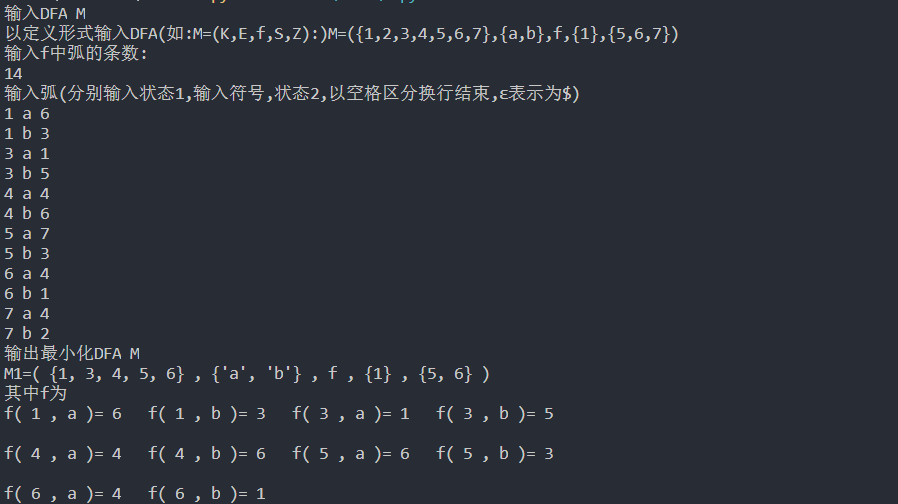 输入DFA M
以定义形式输入DFA(如:M=(K,E,f,S,Z):)M=({1,2,3,4,5,6,7},{a,b},f,{1},{5,6,7})
输入f中弧的条数:
14
输入弧(分别输入状态1,输入符号,状态2,以空格区分换行结束,ε表示为$)
1 a 6
1 b 3
3 a 1
3 b 5
4 a 4
4 b 6
5 a 7
5 b 3
6 a 4
6 b 1
7 a 4
7 b 2
输出最小化DFA M
M1=( {1, 3, 4, 5, 6} , {'a', 'b'} , f , {1} , {5, 6} )
其中f为
f( 1 , a )= 6   f( 1 , b )= 3   f( 3 , a )= 1   f( 3 , b )= 5
f( 4 , a )= 4   f( 4 , b )= 6   f( 5 , a )= 6   f( 5 , b )= 3
f( 6 , a )= 4   f( 6 , b )= 1